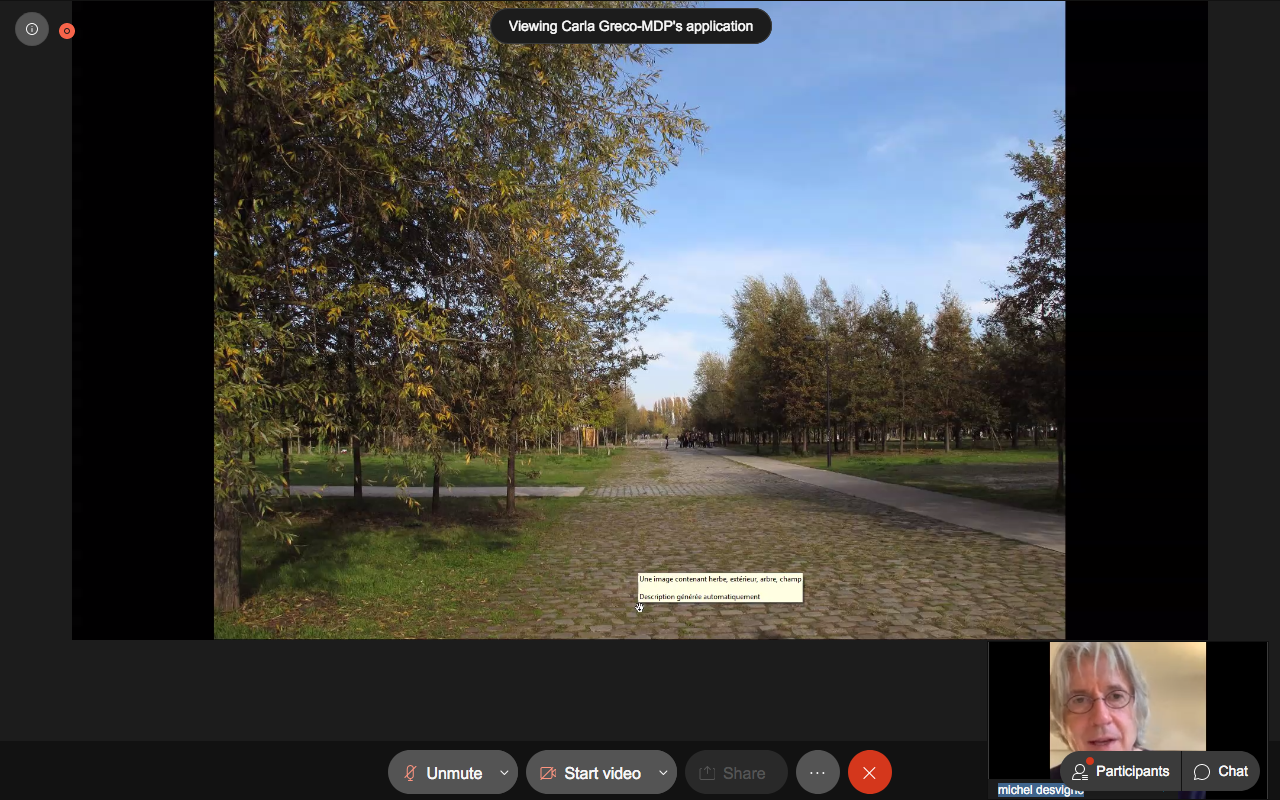 Viewing Carla Greco-MDP's application
Une image contenant herbe, extérieur, arbre, champ
Description générée automatiquement
Unmute
Start video
Share
Participants
Chat
michel desvigne